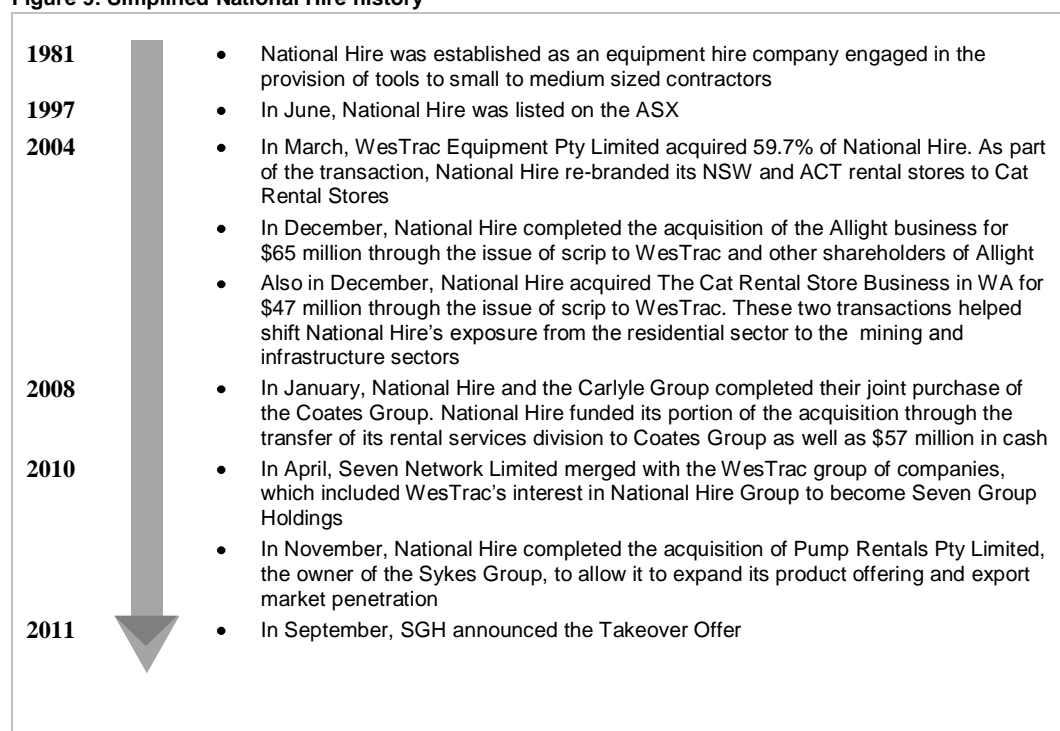 Figure 9: Simplified National Hire history
1981
• National Hire was established as an equipment hire company engaged in the
provision of tools to small to medium sized contractors
1997
• In June, National Hire was listed on the ASX
2004
• In March, WesTrac Equipment Pty Limited acquired 59.7% of National Hire. As part
of the transaction, National Hire re-branded its NSW and ACT rental stores to Cat
Rental Stores
• In December, National Hire completed the acquisition of the Allight business for
$65 million through the issue of scrip to WesTrac and other shareholders of Allight
• Also in December, National Hire acquired The Cat Rental Store Business in WA for
$47 million through the issue of scrip to WesTrac. These two transactions helped
shift National Hire's exposure from the residential sector to the mining and
infrastructure sectors
2008
• In January, National Hire and the Carlyle Group completed their joint purchase of
the Coates Group. National Hire funded its portion of the acquisition through the
transfer of its rental services division to Coates Group as well as $57 million in cash
2010
• In April, Seven Network Limited merged with the WesTrac group of companies,
which included WesTrac's interest in National Hire Group to become Seven Group
Holdings
• In November, National Hire completed the acquisition of Pump Rentals Pty Limited,
the owner of the Sykes Group, to allow it to expand its product offering and export
market penetration
2011
• In September, SGH announced the Takeover Offer